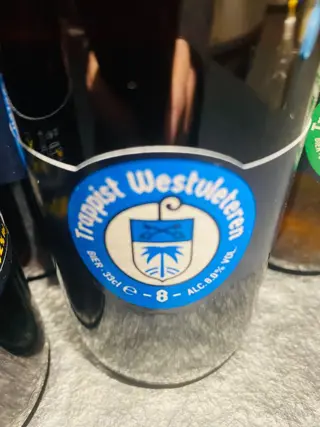 Trappist Westvleteren
BIER · 33cl e
- 8 -
ALC. 8,0% VOL